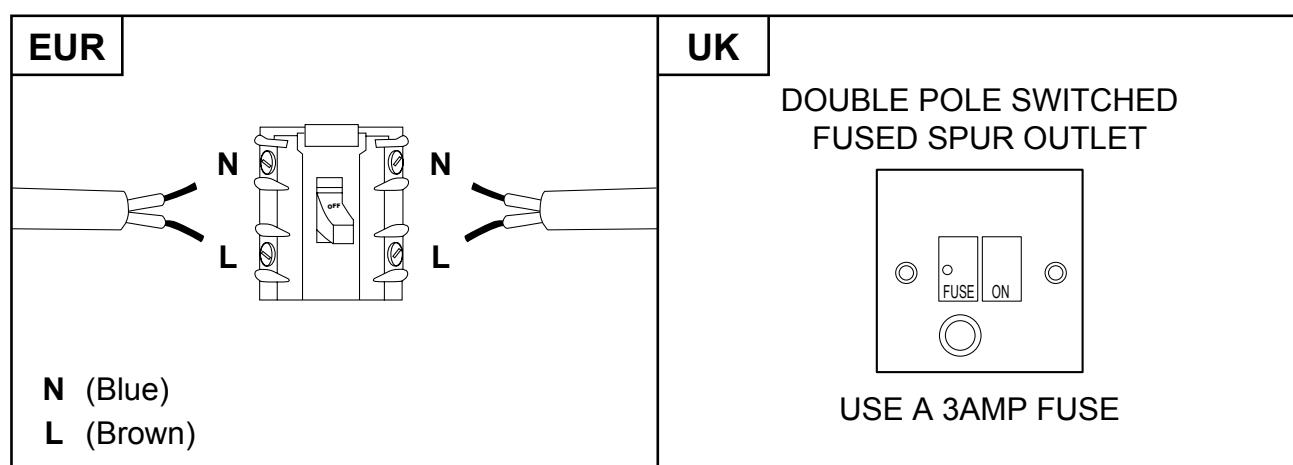 EUR
N
N
OFF
L
L
N (Blue)
L (Brown)
UK
DOUBLE POLE SWITCHED
FUSED SPUR OUTLET
FUSE ON
USE A 3AMP FUSE